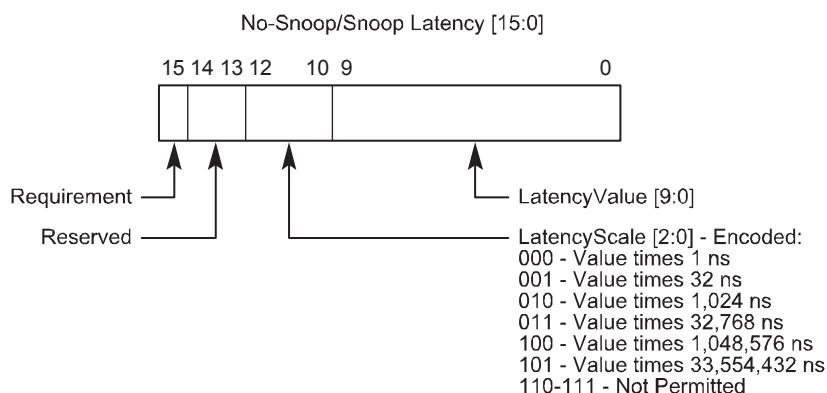 No-Snoop/Snoop Latency [15:0]
15 14 13 12 10 9 0
Requirement
LatencyValue [9:0]
Reserved
LatencyScale [2:0] - Encoded:
000 - Value times 1 ns
001 - Value times 32 ns
010 - Value times 1,024 ns
011 - Value times 32,768 ns
100 - Value times 1,048,576 ns
101 - Value times 33,554,432 ns
110-111 - Not Permitted